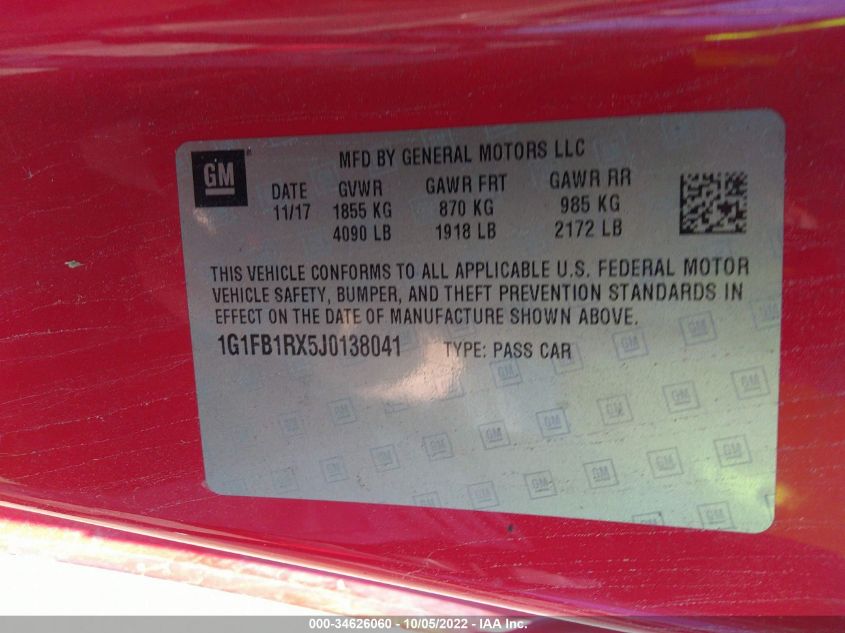 GM
MFD BY GENERAL MOTORS LLC
DATE GVWR GAWR FRT GAWR RR
11/17 1855 KG 870 KG 985 KG
4090 LB 1918 LB 2172 LB
THIS VEHICLE CONFORMS TO ALL APPLICABLE U.S. FEDERAL MOTOR
VEHICLE SAFETY, BUMPER, AND THEFT PREVENTION STANDARDS IN
EFFECT ON THE DATE OF MANUFACTURE SHOWN ABOVE.
1G1FB1RX5J0138041 TYPE: PASS CAR
000-34626060 - 10/05/2022 - IAA, Inc.